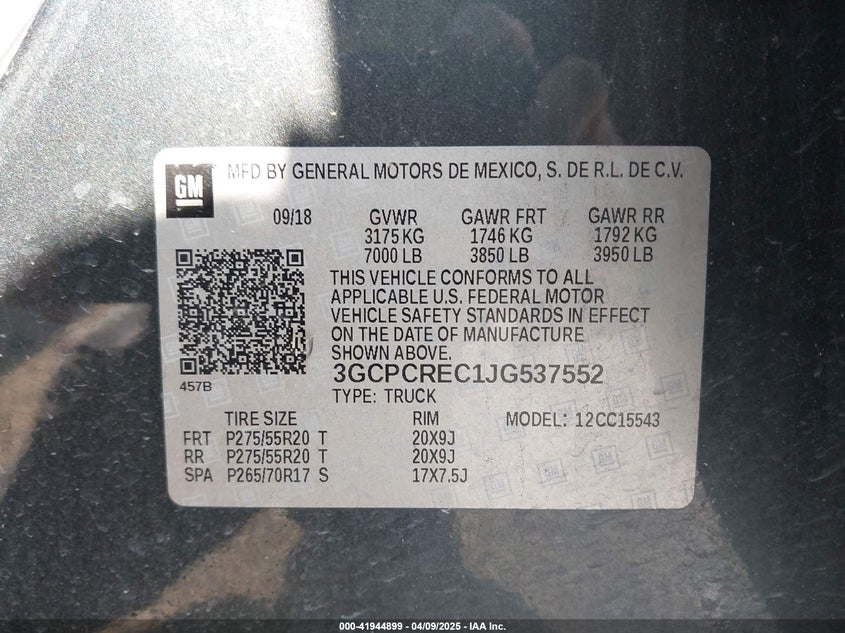 GM
MFD BY GENERAL MOTORS DE MEXICO, S. DE R.L. DE C.V.
09/18 GVWR GAWR FRT GAWR RR
3175 KG 1746 KG 1792 KG
7000 LB 3850 LB 3950 LB
THIS VEHICLE CONFORMS TO ALL
APPLICABLE U.S. FEDERAL MOTOR
VEHICLE SAFETY STANDARDS IN EFFECT
ON THE DATE OF MANUFACTURE
SHOWN ABOVE.
457B
3GCPCREC1JG537552
TYPE: TRUCK
TIRE SIZE RIM MODEL: 12CC15543
FRT P275/55R20 T 20X9J
RR P275/55R20 T 20X9J
SPA P265/70R17 S 17X7.5J
000-41944899 - 04/09/2025 - IAA Inc.